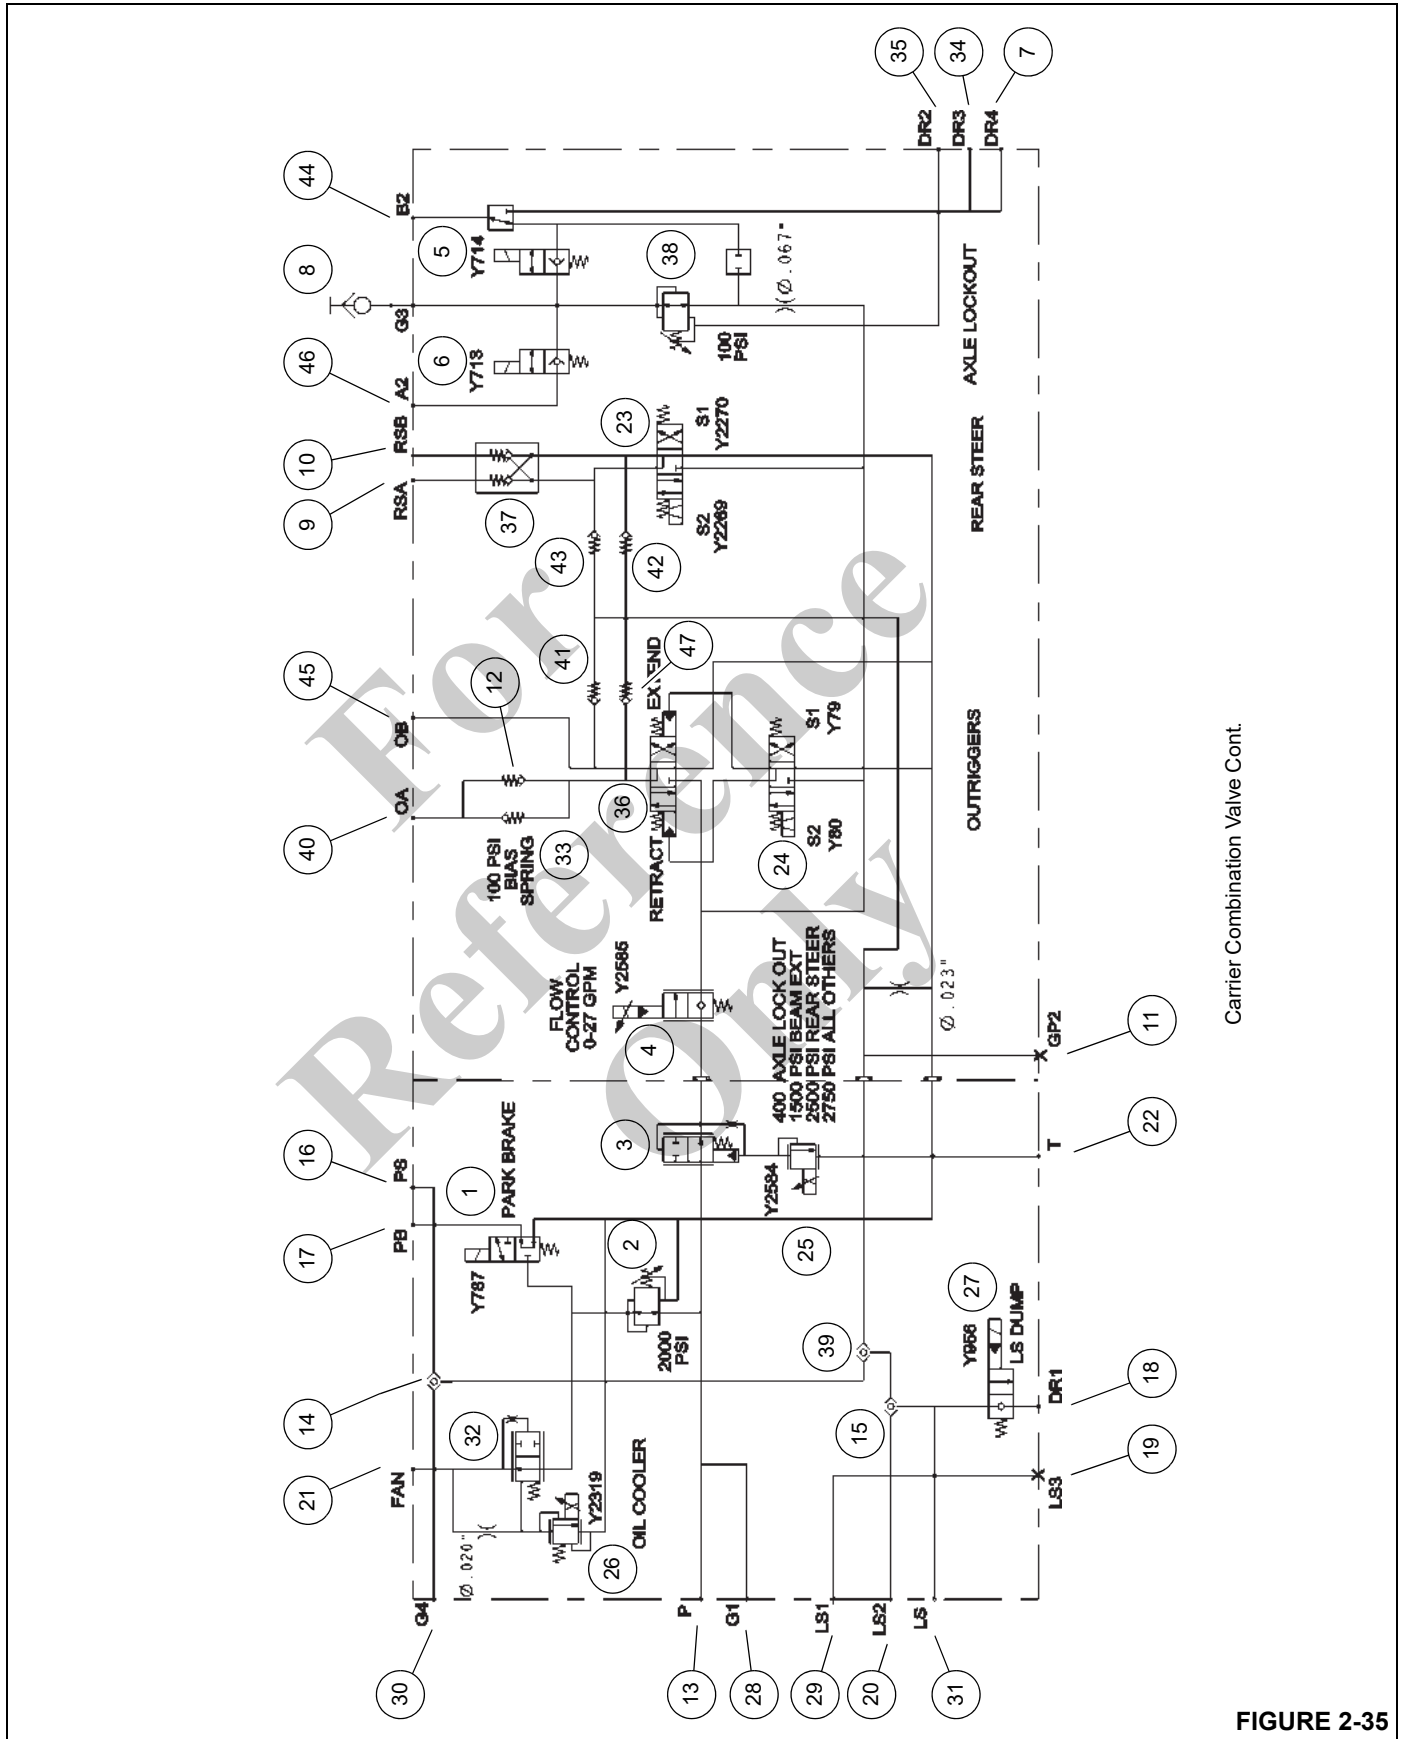 35
34
7
DR2
DR3
DR4
44
B2
5
Y714
8
G3
38
Ø.067"
100
PSI
AXLE LOCKOUT
46
A2
6
Y713
10
RSB
9
RSA
37
23
S1
Y2270
S2
Y2269
REAR STEER
43
42
41
47
45
OB
12
40
OA
EXTEND
36
RETRACT
100 PSI
BIAS
SPRING
33
S1
Y79
S2
Y80
24
OUTRIGGERS
FLOW
CONTROL
0-27 GPM
Y2585
4
400 AXLE LOCK OUT
1500 PSI BEAM EXT
2500 PSI REAR STEER
2750 PSI ALL OTHERS
Ø.023"
GP2
11
16
PS
17
PB
1
PARK BRAKE
Y787
3
Y2584
T
22
2
2000
PSI
25
14
21
FAN
32
Y2319
OIL COOLER
26
Ø.020"
39
15
27
Y956
LS DUMP
DR1
18
LS3
19
G4
30
P
13
G1
28
LS1
29
LS2
20
LS
31
Carrier Combination Valve Cont.
For
Reference
Only
FIGURE 2-35